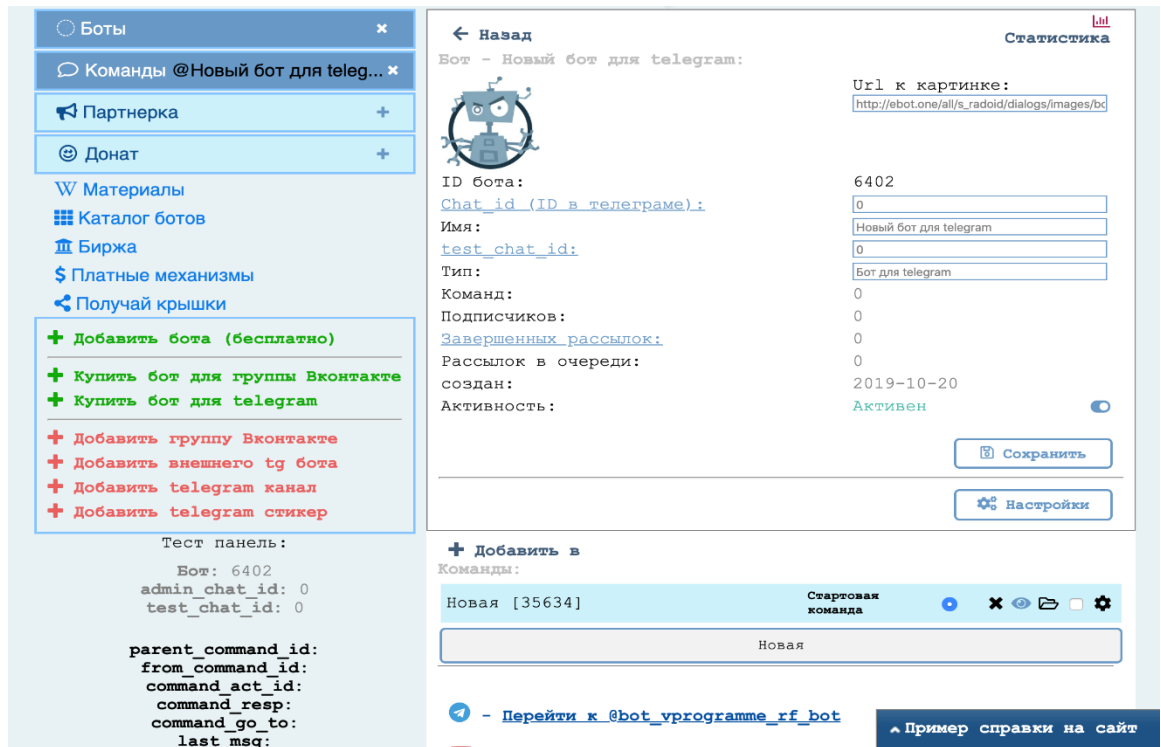 Боты
Команды @Новый бот для teleg...
Партнерка
Донат
Материалы
Каталог ботов
Биржа
Платные механизмы
Получай крышки
Добавить бота (бесплатно)
Купить бот для группы Вконтакте
Купить бот для telegram
Добавить группу Вконтакте
Добавить внешнего tg бота
Добавить telegram канал
Добавить telegram стикер
Тест панель:
Бот: 6402
admin_chat_id: 0
test_chat_id: 0
parent_command_id:
from_command_id:
command_act_id:
command_resp:
command_go_to:
last msg:
Назад
Статистика
Бот - Новый бот для telegram:
Url к картинке:
http://ebot.one/all/s_radoid/dialogs/images/bc
ID бота: 6402
Chat_id (ID в телеграме): 0
Имя: Новый бот для telegram
test_chat_id: 0
Тип: Бот для telegram
Команд: 0
Подписчиков: 0
Завершенных рассылок: 0
Рассылок в очереди: 0
создан: 2019-10-20
Активность: Активен
Сохранить
Настройки
Добавить в
Команды:
Новая [35634] Стартовая команда
Новая
- Перейти к @bot_vprogramme_rf_bot
Пример справки на сайт